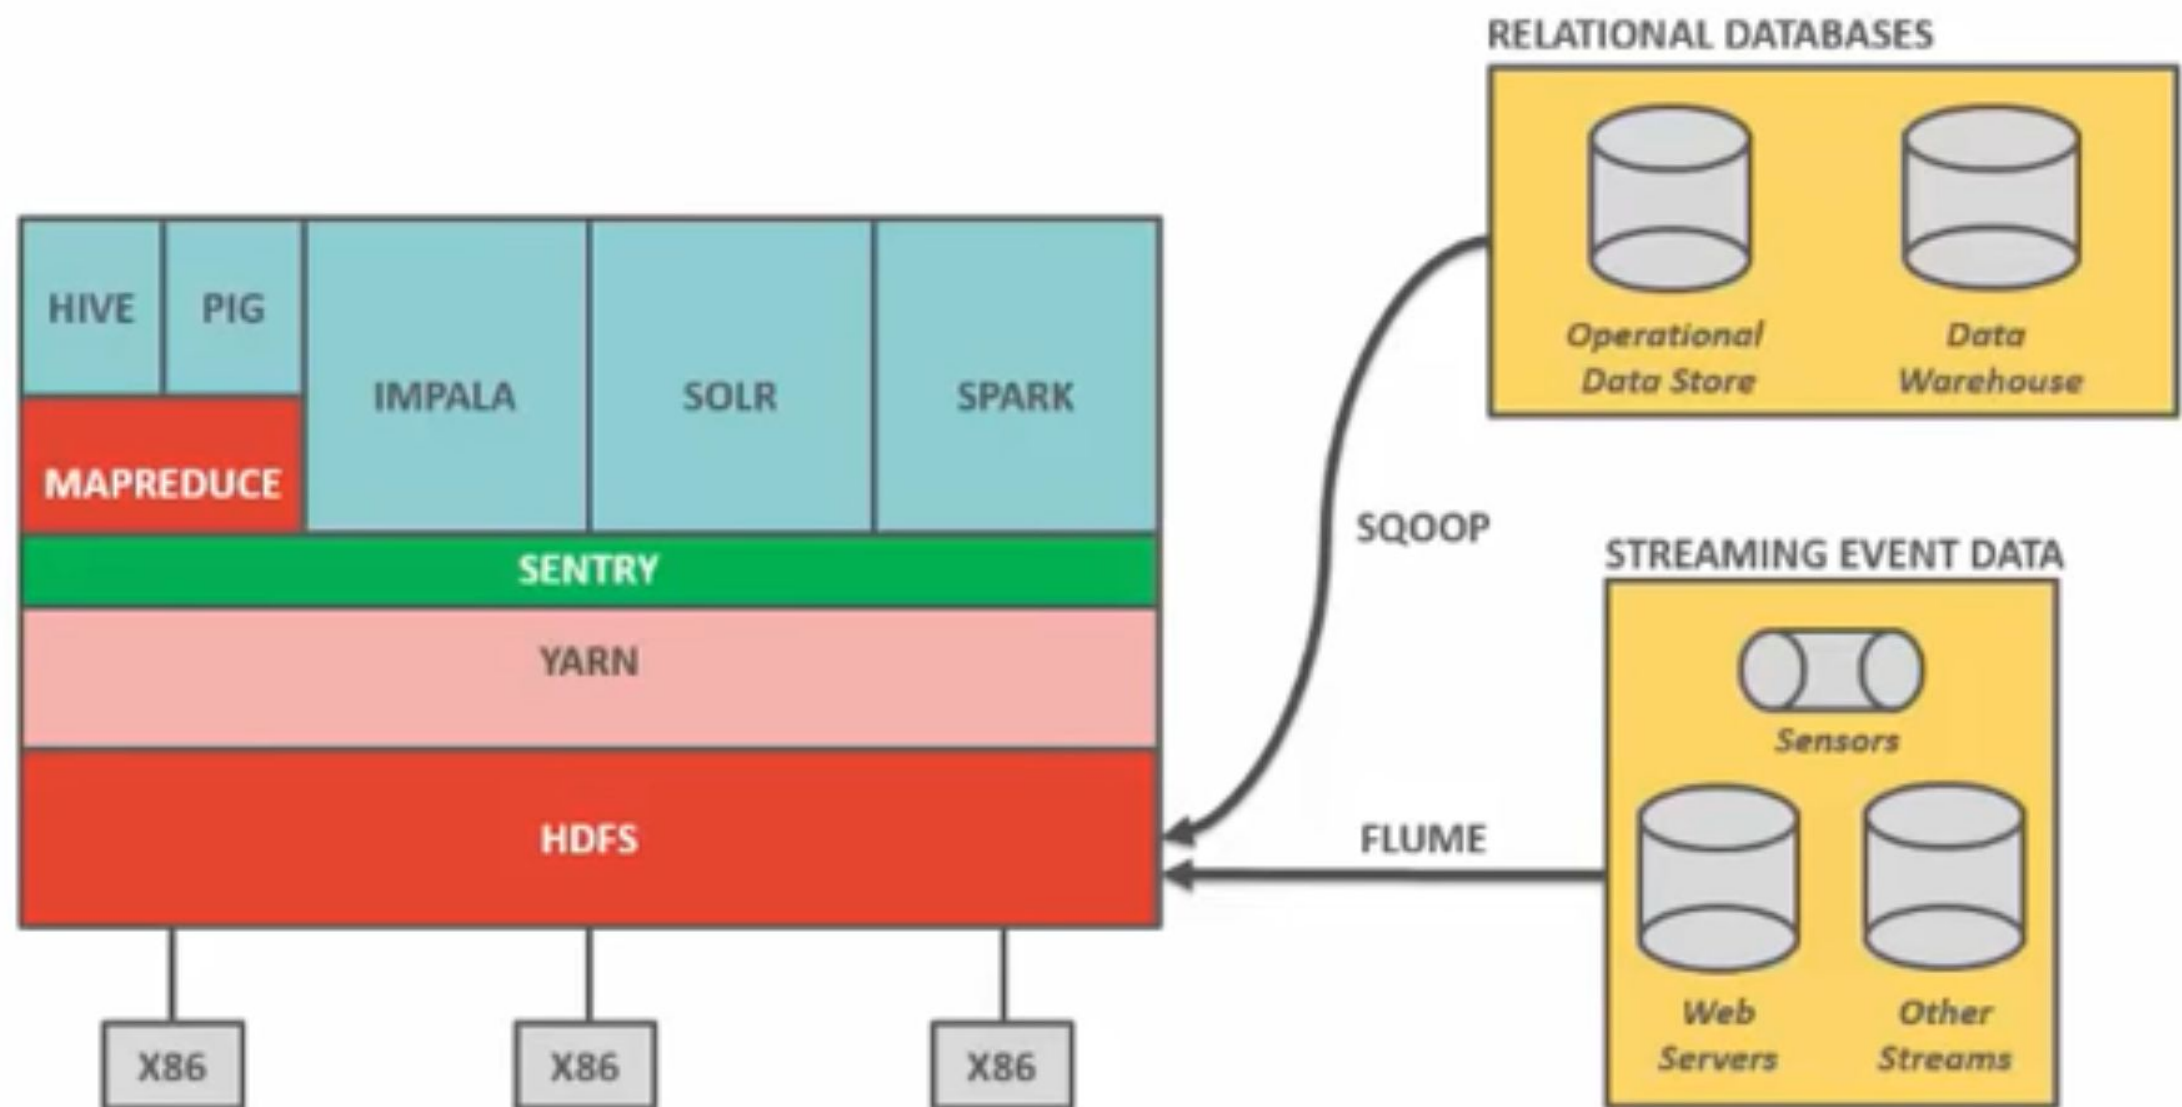 RELATIONAL DATABASES
Operational
Data Store
Data
Warehouse
HIVE
PIG
IMPALA
SOLR
SPARK
MAPREDUCE
SENTRY
YARN
HDFS
SQOOP
FLUME
STREAMING EVENT DATA
Sensors
Web
Servers
Other
Streams
X86
X86
X86